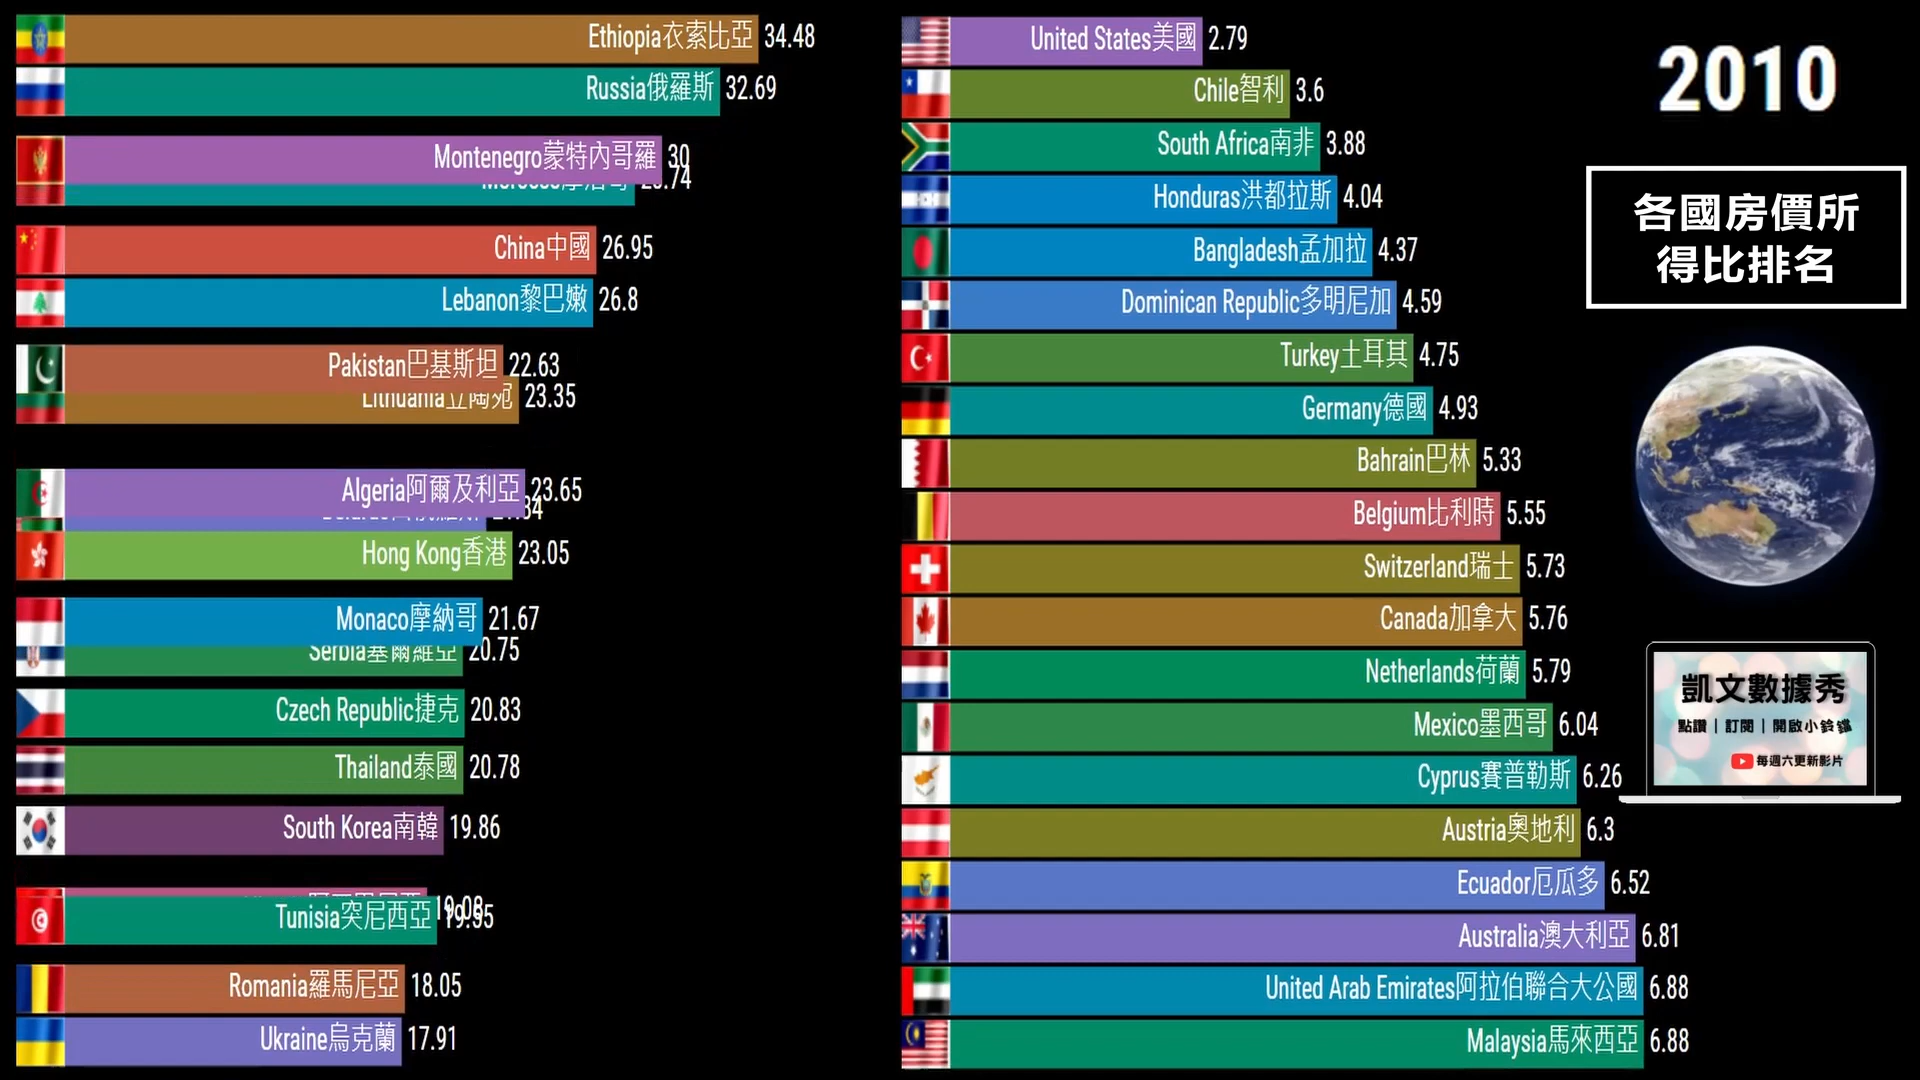 Ethiopia衣索比亞 34.48
Russia俄羅斯 32.69
Montenegro蒙特內哥羅 30
China中國 26.95
Lebanon黎巴嫩 26.8
Pakistan巴基斯坦 22.63
Lithuania立陶宛 23.35
Algeria阿爾及利亞 23.65
Hong Kong香港 23.05
Monaco摩納哥 21.67
Serbia塞爾維亞 20.75
Czech Republic捷克 20.83
Thailand泰國 20.78
South Korea南韓 19.86
Tunisia突尼西亞
Romania羅馬尼亞 18.05
Ukraine烏克蘭 17.91
United States美國 2.79
Chile智利 3.6
South Africa南非 3.88
Honduras洪都拉斯 4.04
Bangladesh孟加拉 4.37
Dominican Republic多明尼加 4.59
Turkey土耳其 4.75
Germany德國 4.93
Bahrain巴林 5.33
Belgium比利時 5.55
Switzerland瑞士 5.73
Canada加拿大 5.76
Netherlands荷蘭 5.79
Mexico墨西哥 6.04
Cyprus賽普勒斯 6.26
Austria奧地利 6.3
Ecuador厄瓜多 6.52
Australia澳大利亞 6.81
United Arab Emirates阿拉伯聯合大公國 6.88
Malaysia馬來西亞 6.88
2010
各國房價所
得比排名
凱文數據秀
點讚 | 訂閱 | 開啟小鈴鐺
每週六更新影片